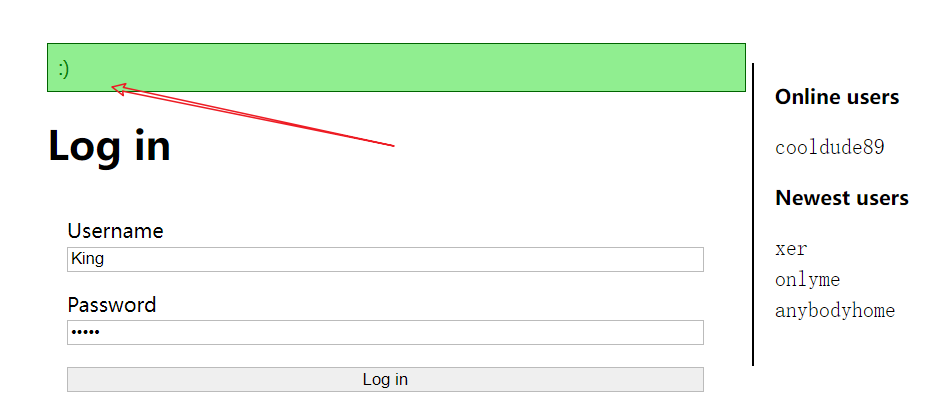 :)
Log in
Username
King
Password
•••••
Log in
Online users
cooldude89
Newest users
xer
onlyme
anybodyhome